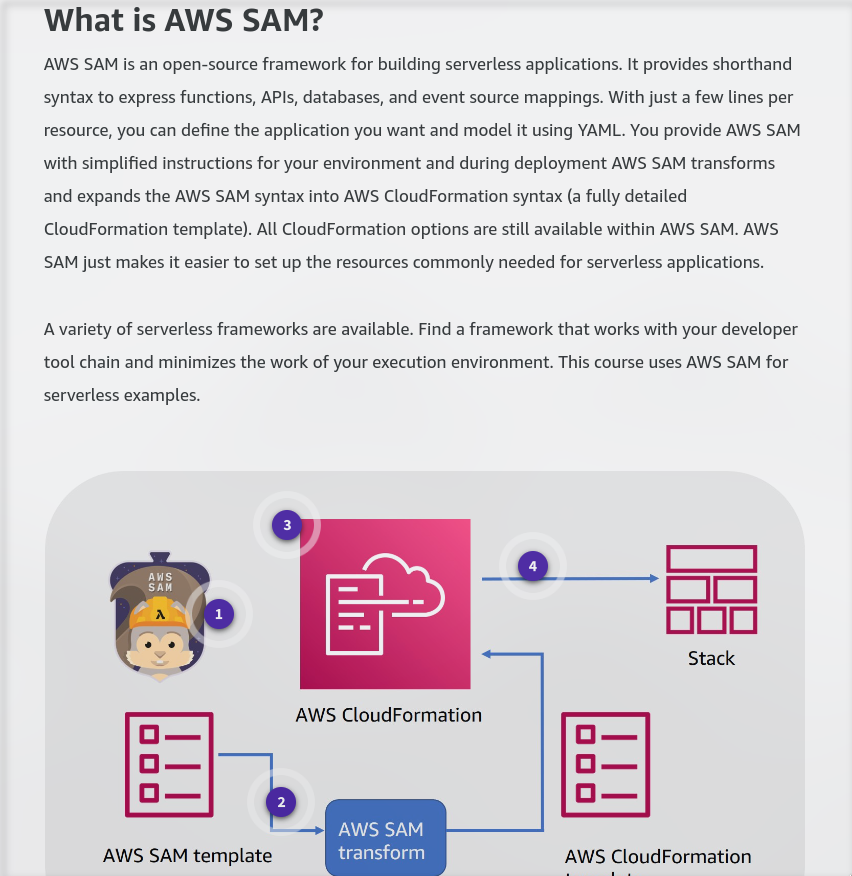 What is AWS SAM?
AWS SAM is an open-source framework for building serverless applications. It provides shorthand
syntax to express functions, APIs, databases, and event source mappings. With just a few lines per
resource, you can define the application you want and model it using YAML. You provide AWS SAM
with simplified instructions for your environment and during deployment AWS SAM transforms
and expands the AWS SAM syntax into AWS CloudFormation syntax (a fully detailed
CloudFormation template). All CloudFormation options are still available within AWS SAM. AWS
SAM just makes it easier to set up the resources commonly needed for serverless applications.
A variety of serverless frameworks are available. Find a framework that works with your developer
tool chain and minimizes the work of your execution environment. This course uses AWS SAM for
serverless examples.
3
4
AWS
SAM
λ
1
Stack
AWS CloudFormation
2
AWS SAM
transform
AWS SAM template
AWS CloudFormation